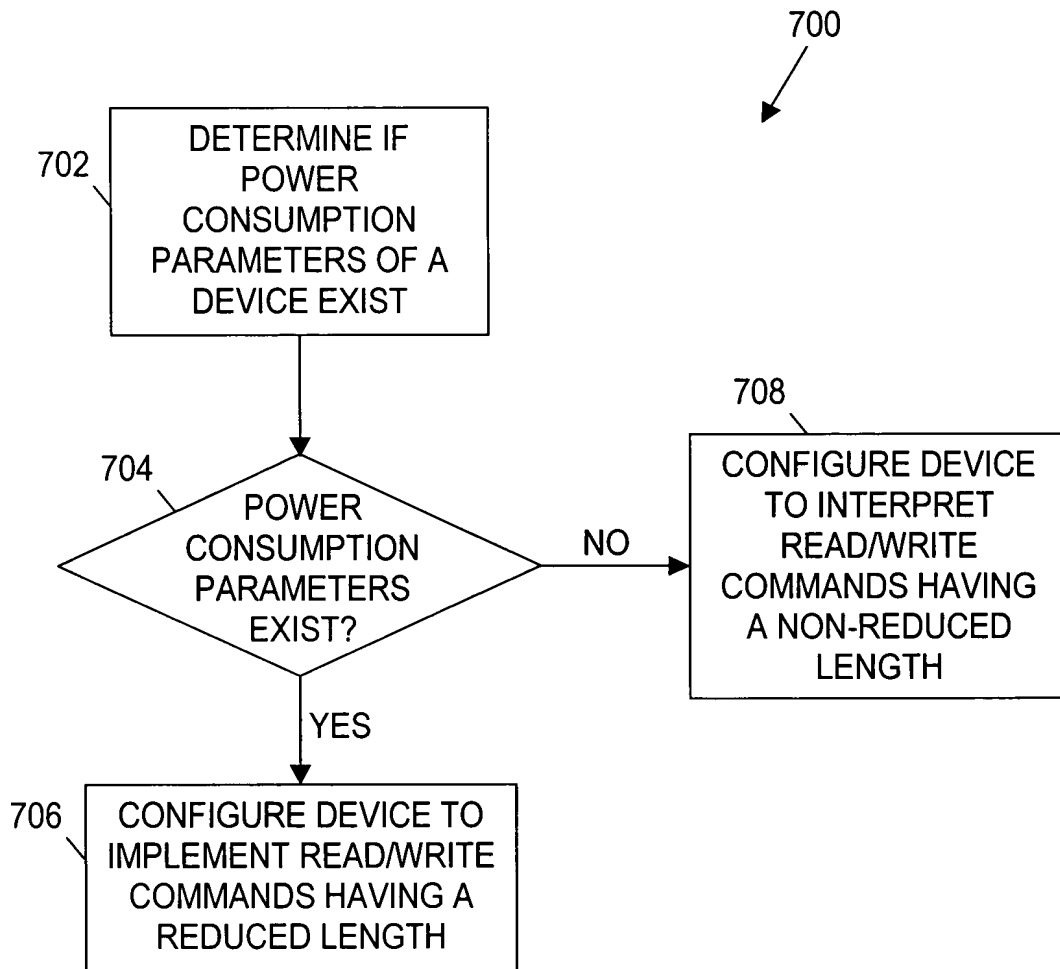 700
702
DETERMINE IF
POWER
CONSUMPTION
PARAMETERS OF A
DEVICE EXIST
704
POWER
CONSUMPTION
PARAMETERS
EXIST?
NO
708
CONFIGURE DEVICE
TO INTERPRET
READ/WRITE
COMMANDS HAVING
A NON-REDUCED
LENGTH
YES
706
CONFIGURE DEVICE TO
IMPLEMENT READ/WRITE
COMMANDS HAVING A
REDUCED LENGTH